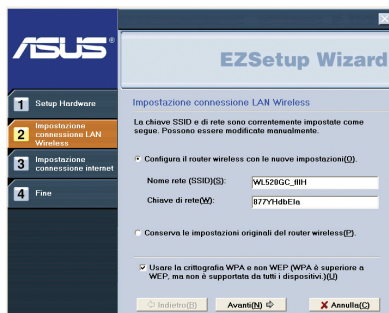 ASUS
EZSetup Wizard
1 Setup Hardware
2 Impostazione
connessione LAN
Wireless
3 Impostazione
connessione internet
4 Fine
Impostazione connessione LAN Wireless
La chiave SSID e di rete sono correntemente impostate come
segue. Possono essere modificate manualmente.
Configura il router wireless con le nuove impostazioni(O).
Nome rete (SSID)(S): WL520GC_fIIH
Chiave di rete(W): 877YHdbEIa
Conserva le impostazioni originali del router wireless(P).
Usare la crittografia WPA e non WEP (WPA è superiore a
WEP, ma non è supportata da tutti i dispositivi.)(U)
Indietro(B) Avanti(N) Annulla(C)